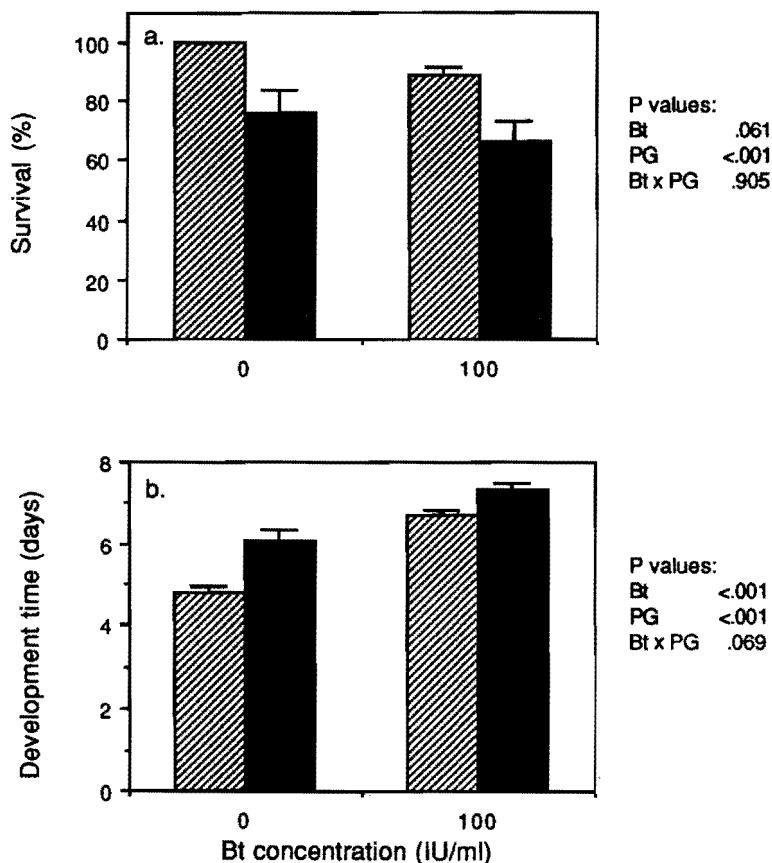 a.
100
80
60
40
20
0
Survival (%)
0 100
P values:
Bt .061
PG <.001
Bt x PG .905
b.
8
6
4
2
0
Development time (days)
0 100
Bt concentration (IU/ml)
P values:
Bt <.001
PG <.001
Bt x PG .069